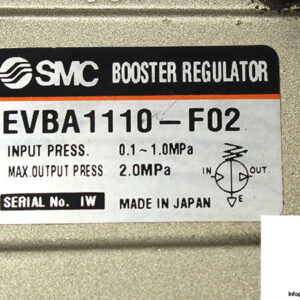 SMC BOOSTER REGULATOR
EVBA1110-F02
INPUT PRESS. 0.1~1.0MPa
MAX.OUTPUT PRESS 2.0MPa
IN OUT
E
SERIAL No. IW MADE IN JAPAN